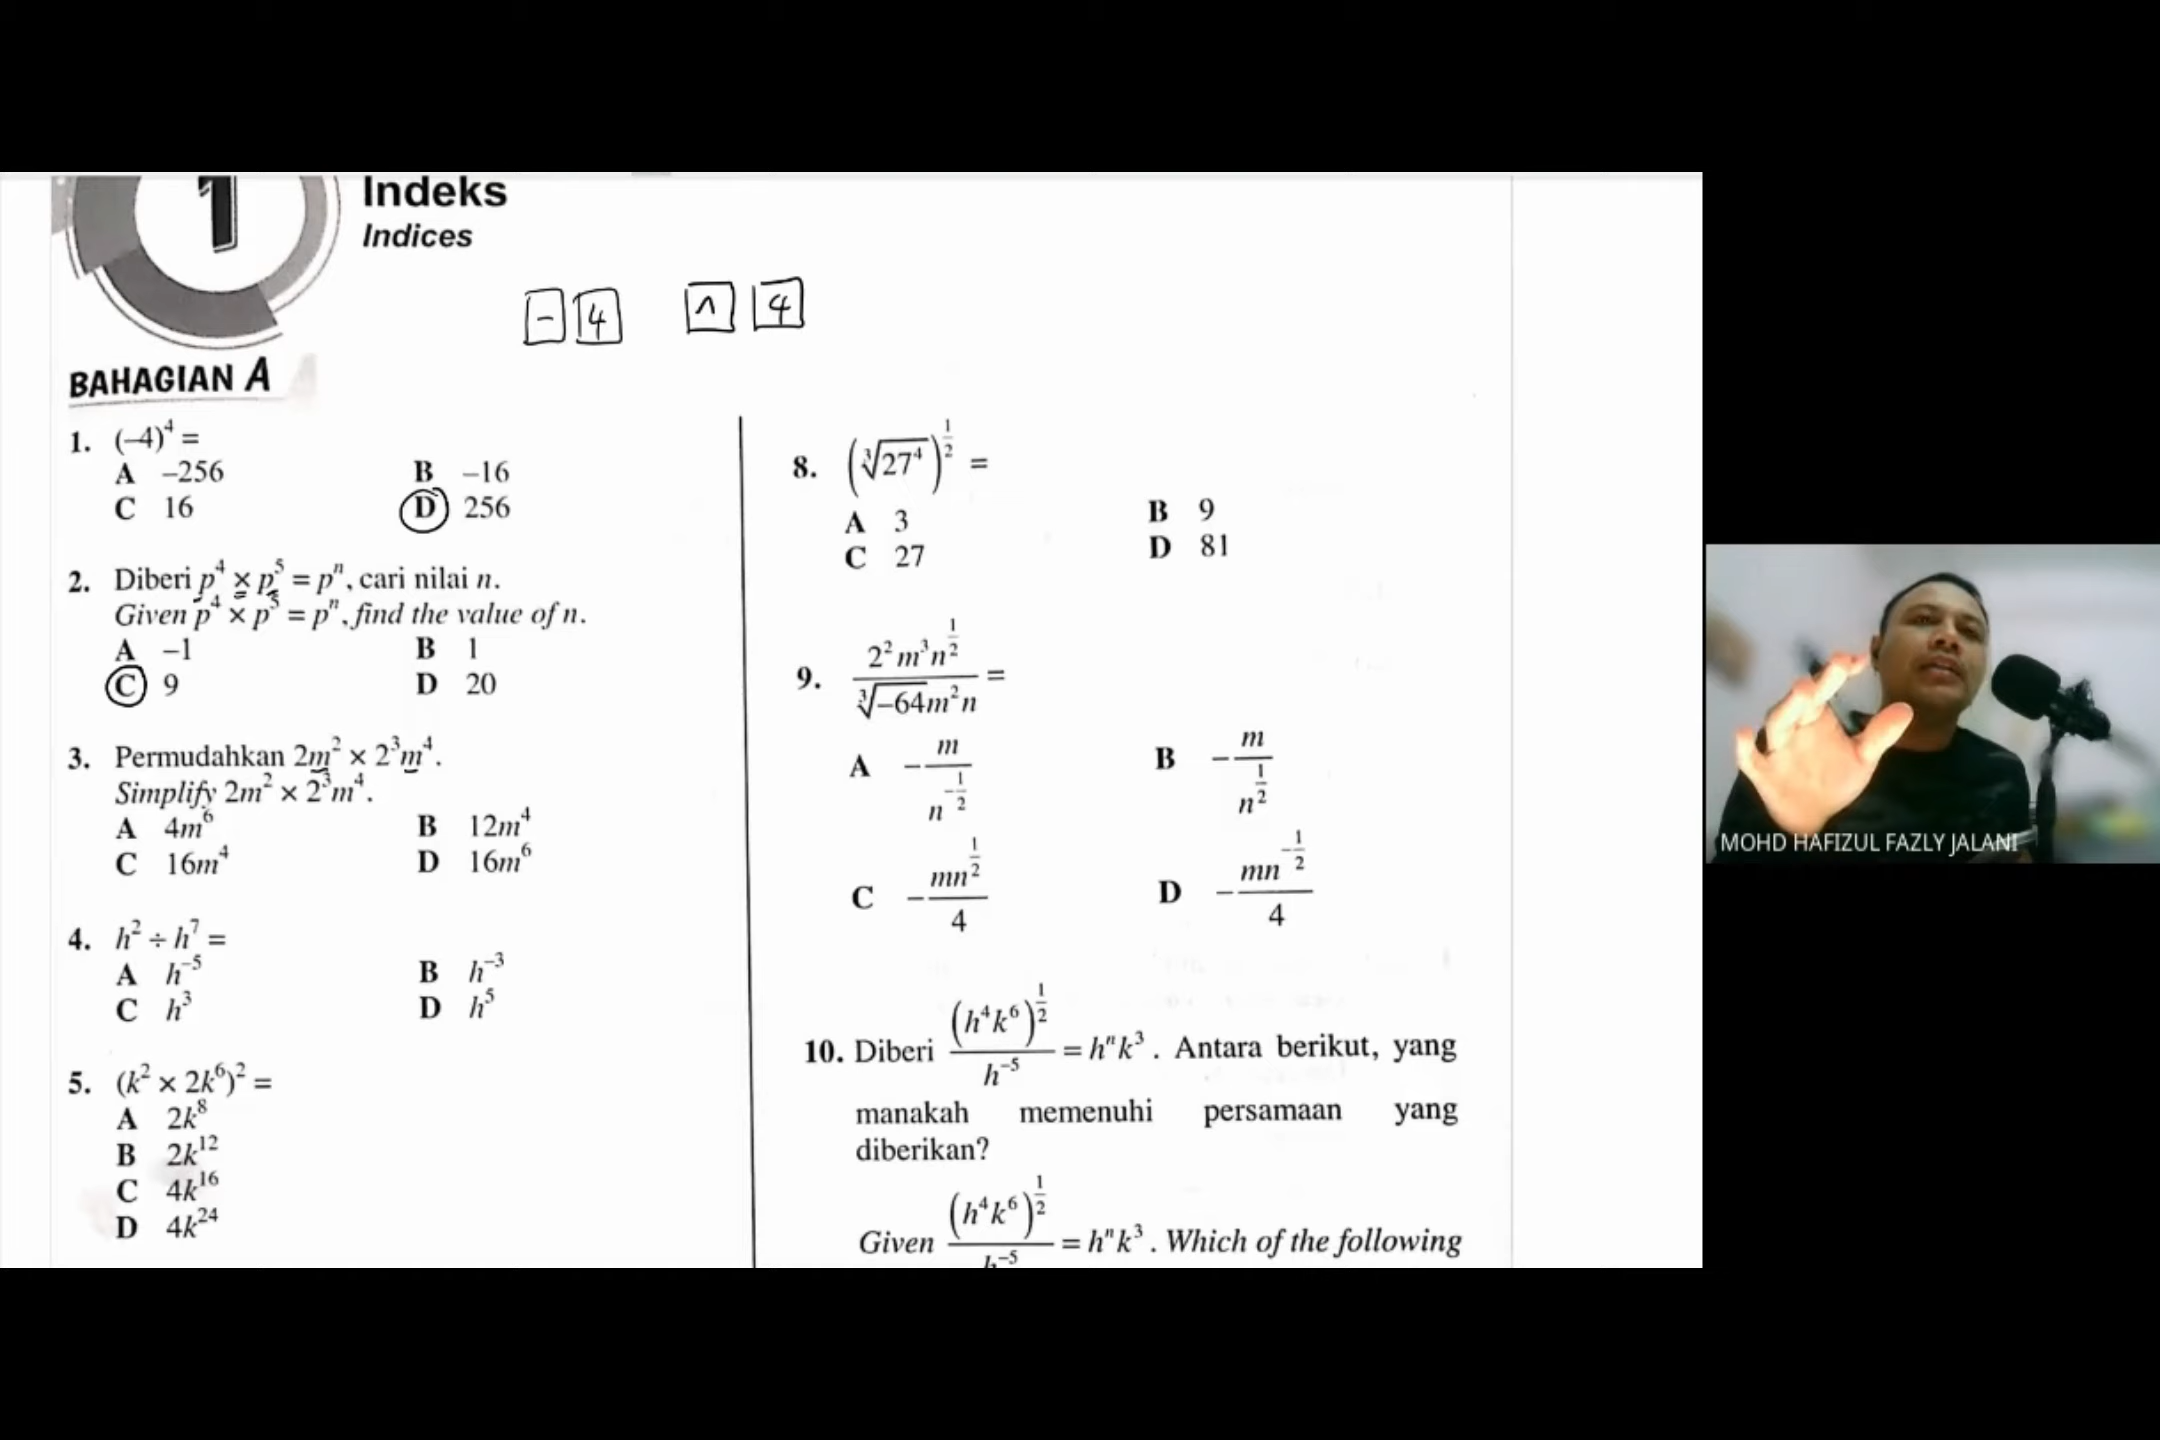 1
Indeks
Indices
- 4 ^ 4
BAHAGIAN A
1. (–4)⁴ =
A –256 B –16
C 16 D 256
2. Diberi p⁴ × p⁵ = pⁿ, cari nilai n.
Given p⁴ × p⁵ = pⁿ, find the value of n.
A –1 B 1
C 9 D 20
3. Permudahkan 2m² × 2³m⁴.
Simplify 2m² × 2³m⁴.
A 4m⁶ B 12m⁴
C 16m⁴ D 16m⁶
4. h² ÷ h⁷ =
A h⁻⁵ B h⁻³
C h³ D h⁵
5. (k² × 2k⁶)² =
A 2k⁸
B 2k¹²
C 4k¹⁶
D 4k²⁴
8. (∛27⁴)^(1/2) =
A 3 B 9
C 27 D 81
9. 2²m³n^(1/2) / ∛–64m²n =
A –m/n^(–1/2) B –m/n^(1/2)
C –mn^(1/2)/4 D –mn^(–1/2)/4
10. Diberi (h⁴k⁶)^(1/2) / h⁻⁵ = hⁿk³. Antara berikut, yang
manakah memenuhi persamaan yang
diberikan?
Given (h⁴k⁶)^(1/2) / h⁻⁵ = hⁿk³. Which of the following
MOHD HAFIZUL FAZLY JALANI